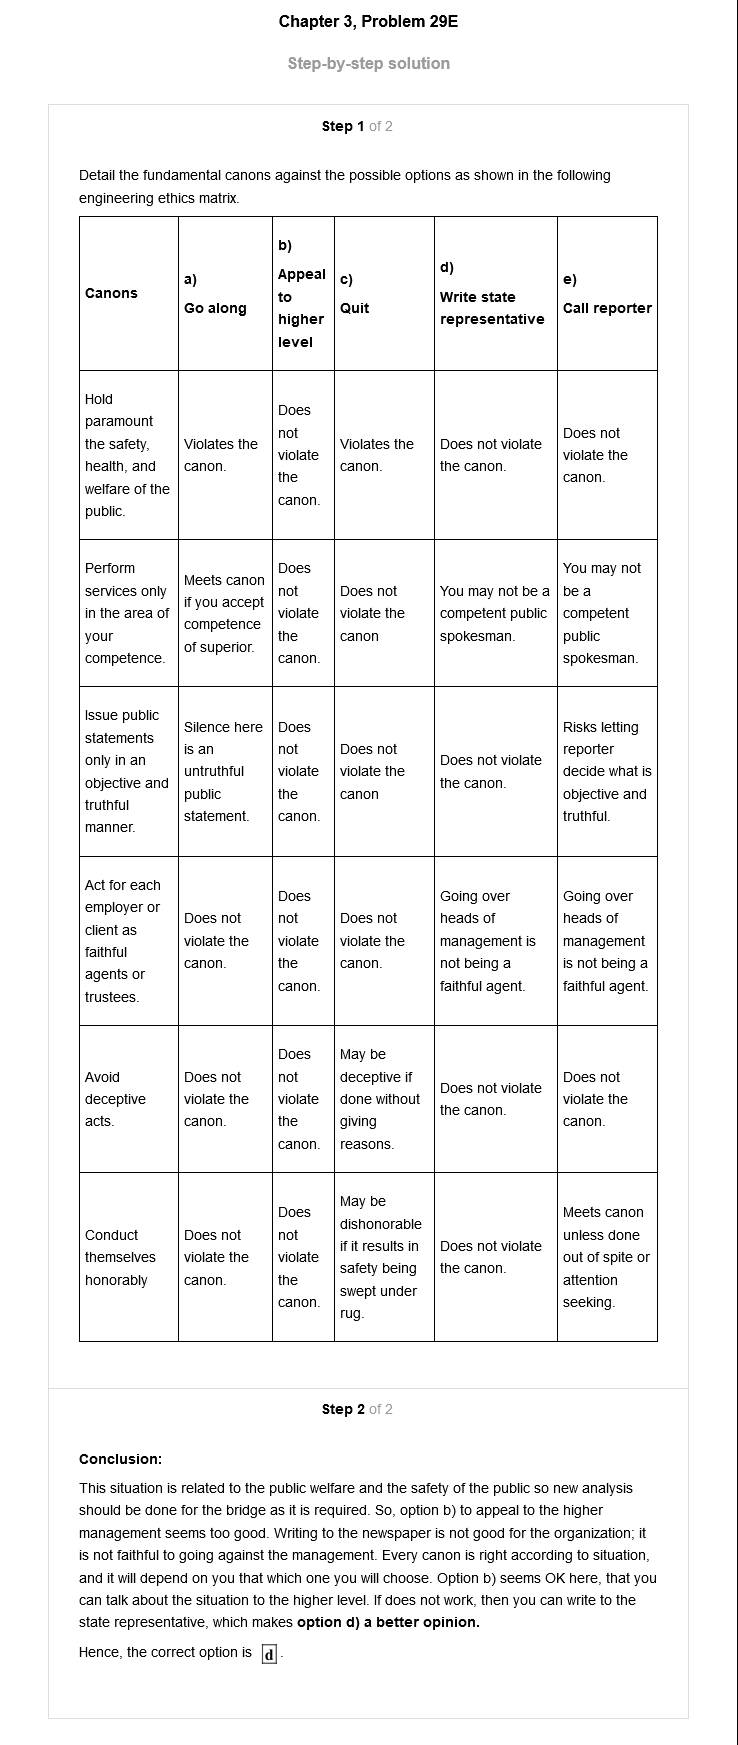 Chapter 3, Problem 29E
Step-by-step solution
Step 1 of 2
Detail the fundamental canons against the possible options as shown in the following
engineering ethics matrix.
Canons
a)
Go along
b)
Appeal
to
higher
level
c)
Quit
d)
Write state
representative
e)
Call reporter
Hold
paramount
the safety,
health, and
welfare of the
public.
Violates the
canon.
Does
not
violate
the
canon.
Violates the
canon.
Does not violate
the canon.
Does not
violate the
canon.
Perform
services only
in the area of
your
competence.
Meets canon
if you accept
competence
of superior.
Does
not
violate
the
canon.
Does not
violate the
canon
You may not be a
competent public
spokesman.
You may not
be a
competent
public
spokesman.
Issue public
statements
only in an
objective and
truthful
manner.
Silence here
is an
untruthful
public
statement.
Does
not
violate
the
canon.
Does not
violate the
canon
Does not violate
the canon.
Risks letting
reporter
decide what is
objective and
truthful.
Act for each
employer or
client as
faithful
agents or
trustees.
Does not
violate the
canon.
Does
not
violate
the
canon.
Does not
violate the
canon.
Going over
heads of
management is
not being a
faithful agent.
Going over
heads of
management
is not being a
faithful agent.
Avoid
deceptive
acts.
Does not
violate the
canon.
Does
not
violate
the
canon.
May be
deceptive if
done without
giving
reasons.
Does not violate
the canon.
Does not
violate the
canon.
Conduct
themselves
honorably
Does not
violate the
canon.
Does
not
violate
the
canon.
May be
dishonorable
if it results in
safety being
swept under
rug.
Does not violate
the canon.
Meets canon
unless done
out of spite or
attention
seeking.
Step 2 of 2
Conclusion:
This situation is related to the public welfare and the safety of the public so new analysis
should be done for the bridge as it is required. So, option b) to appeal to the higher
management seems too good. Writing to the newspaper is not good for the organization; it
is not faithful to going against the management. Every canon is right according to situation,
and it will depend on you that which one you will choose. Option b) seems OK here, that you
can talk about the situation to the higher level. If does not work, then you can write to the
state representative, which makes option d) a better opinion.
Hence, the correct option is d.